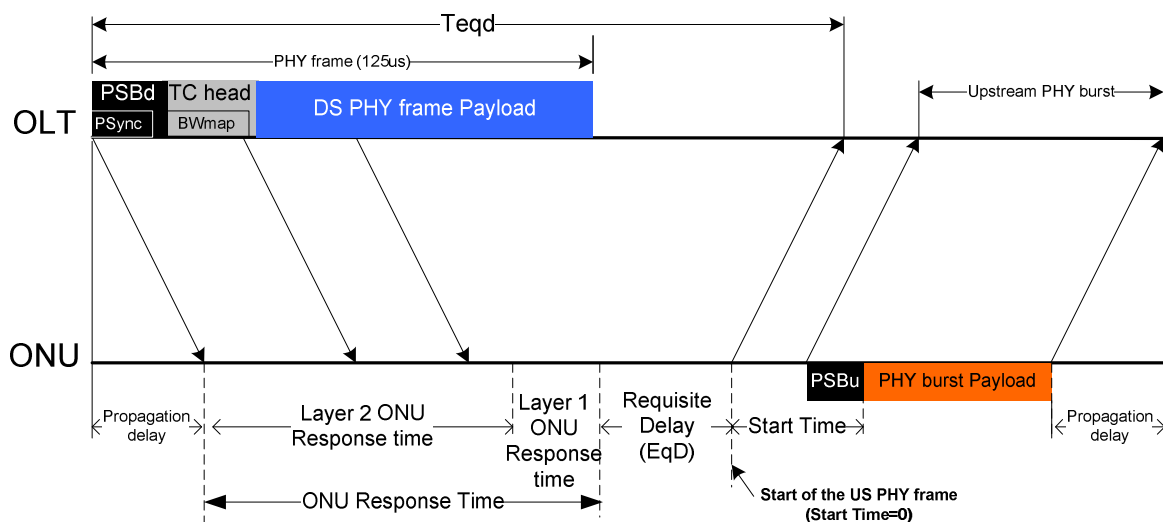 Teqd
PHY frame (125us)
PSBd
TC head
DS PHY frame Payload
Upstream PHY burst
OLT
PSync
BWmap
ONU
PSBu
PHY burst Payload
Propagation
delay
Layer 2 ONU
Response time
Layer 1
ONU
Response
time
Requisite
Delay
(EqD)
Start Time
Propagation
delay
ONU Response Time
Start of the US PHY frame
(Start Time=0)